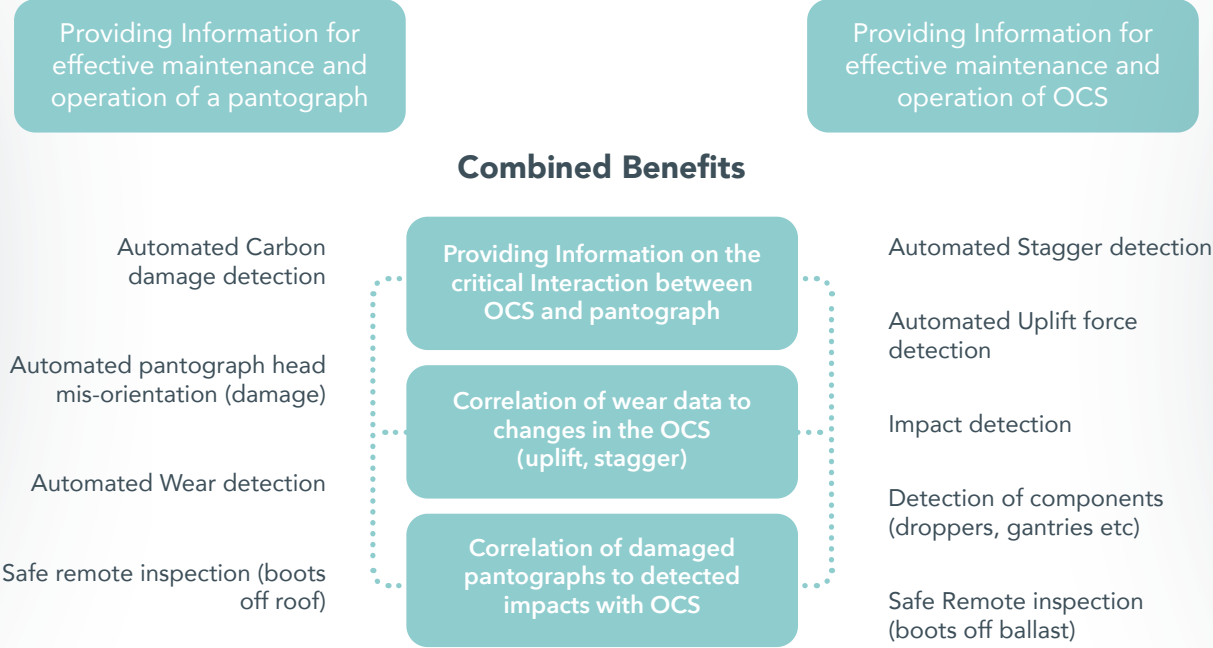 Providing Information for
effective maintenance and
operation of a pantograph
Providing Information for
effective maintenance and
operation of OCS
Combined Benefits
Automated Carbon
damage detection
Automated pantograph head
mis-orientation (damage)
Automated Wear detection
Safe remote inspection (boots
off roof)
Providing Information on the
critical Interaction between
OCS and pantograph
Correlation of wear data to
changes in the OCS
(uplift, stagger)
Correlation of damaged
pantographs to detected
impacts with OCS
Automated Stagger detection
Automated Uplift force
detection
Impact detection
Detection of components
(droppers, gantries etc)
Safe Remote inspection
(boots off ballast)